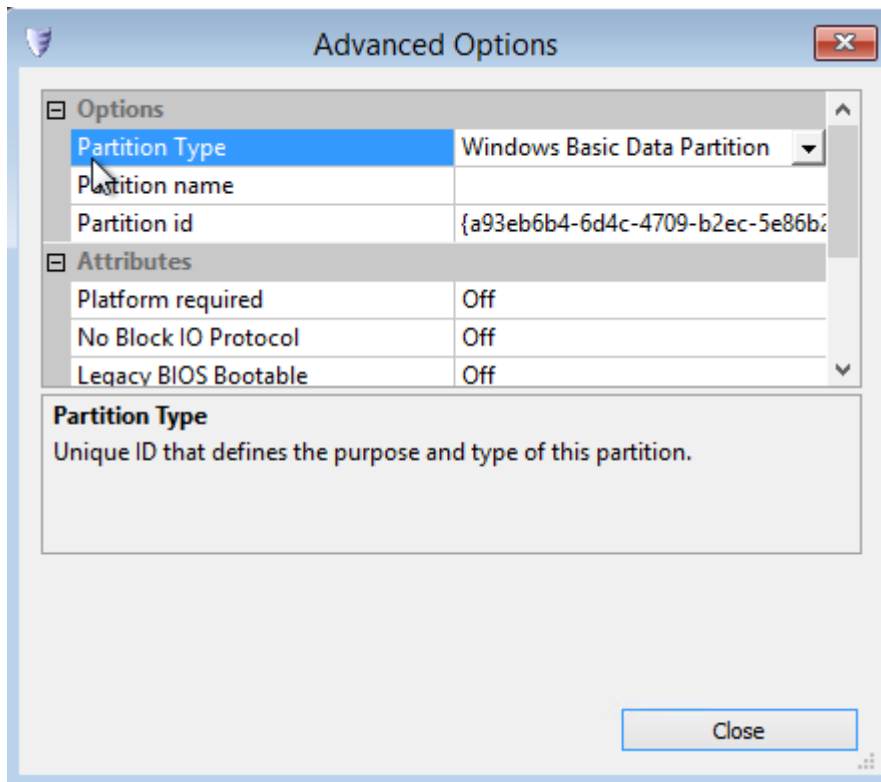 Advanced Options
Options
Partition Type Windows Basic Data Partition
Partition name
Partition id {a93eb6b4-6d4c-4709-b2ec-5e86b2
Attributes
Platform required Off
No Block IO Protocol Off
Legacy BIOS Bootable Off
Partition Type
Unique ID that defines the purpose and type of this partition.
Close